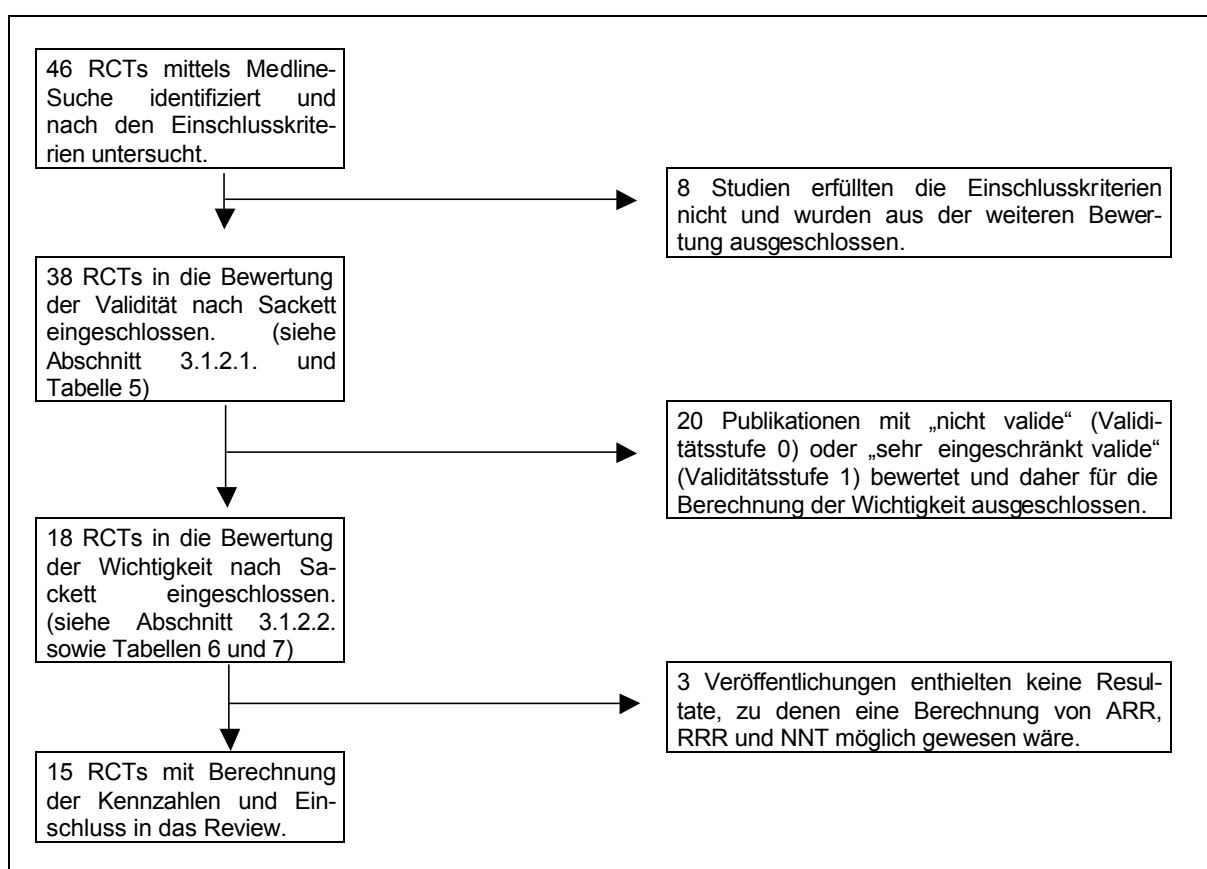 46 RCTs mittels Medline-
Suche identifiziert und
nach den Einschlusskrite-
rien untersucht.
8 Studien erfüllten die Einschlusskriterien
nicht und wurden aus der weiteren Bewer-
tung ausgeschlossen.
38 RCTs in die Bewertung
der Validität nach Sackett
eingeschlossen. (siehe
Abschnitt 3.1.2.1. und
Tabelle 5)
20 Publikationen mit „nicht valide“ (Validi-
tätsstufe 0) oder „sehr eingeschränkt valide“
(Validitätsstufe 1) bewertet und daher für die
Berechnung der Wichtigkeit ausgeschlossen.
18 RCTs in die Bewertung
der Wichtigkeit nach Sa-
ckett eingeschlossen.
(siehe Abschnitt 3.1.2.2.
sowie Tabellen 6 und 7)
3 Veröffentlichungen enthielten keine Resul-
tate, zu denen eine Berechnung von ARR,
RRR und NNT möglich gewesen wäre.
15 RCTs mit Berechnung
der Kennzahlen und Ein-
schluss in das Review.